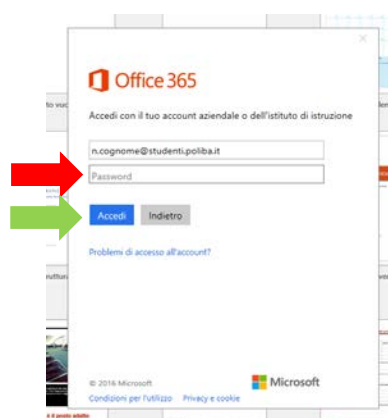 Office 365
Accedi con il tuo account aziendale o dell'istituto di istruzione
n.cognome@studenti.poliba.it
Password
Accedi Indietro
Problemi di accesso all'account?
© 2016 Microsoft
Microsoft
Condizioni per l'utilizzo Privacy e cookie